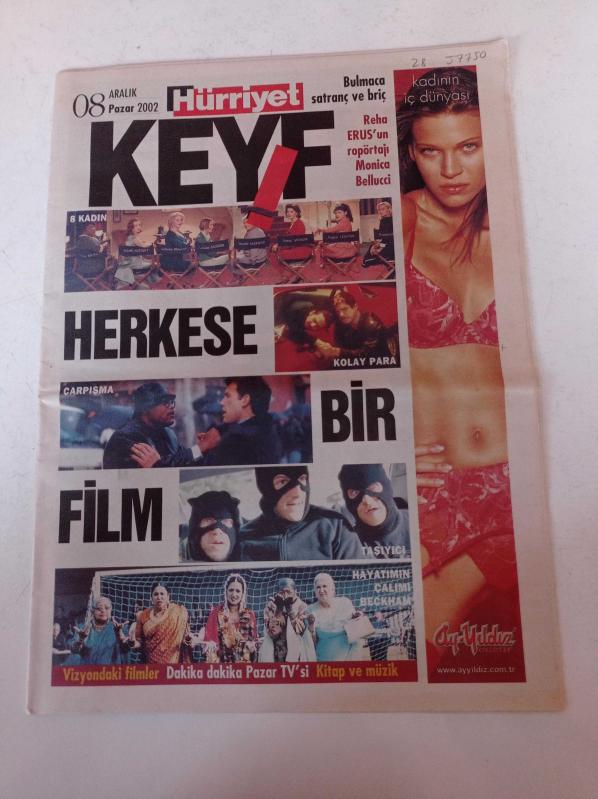 28 J7750
08 ARALIK
Pazar 2002
Hürriyet
Bulmaca
satranç ve briç
KEYİF
Reha
ERUS'un
ropörtajı
Monica
Bellucci
kadının
iç dünyası
8 KADIN
HERKESE
KOLAY PARA
ÇARPIŞMA
BİR
FİLM
TAŞIYICI
HAYATIMIN
ÇALIMI
BECKHAM
Vizyondaki filmler Dakika dakika Pazar TV'si Kitap ve müzik
Ay-Yıldız
www.ayyildiz.com.tr